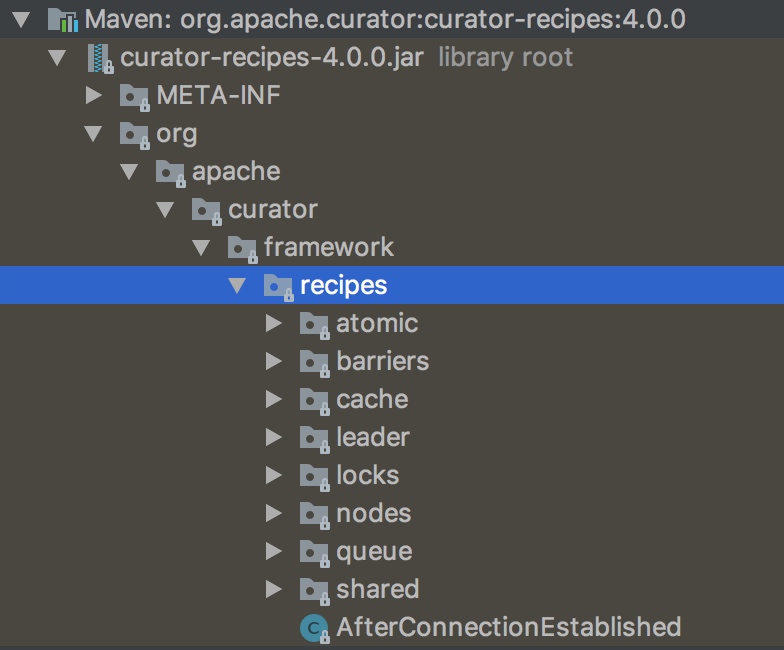 Maven: org.apache.curator:curator-recipes:4.0.0
curator-recipes-4.0.0.jar library root
META-INF
org
apache
curator
framework
recipes
atomic
barriers
cache
leader
locks
nodes
queue
shared
C AfterConnectionEstablished